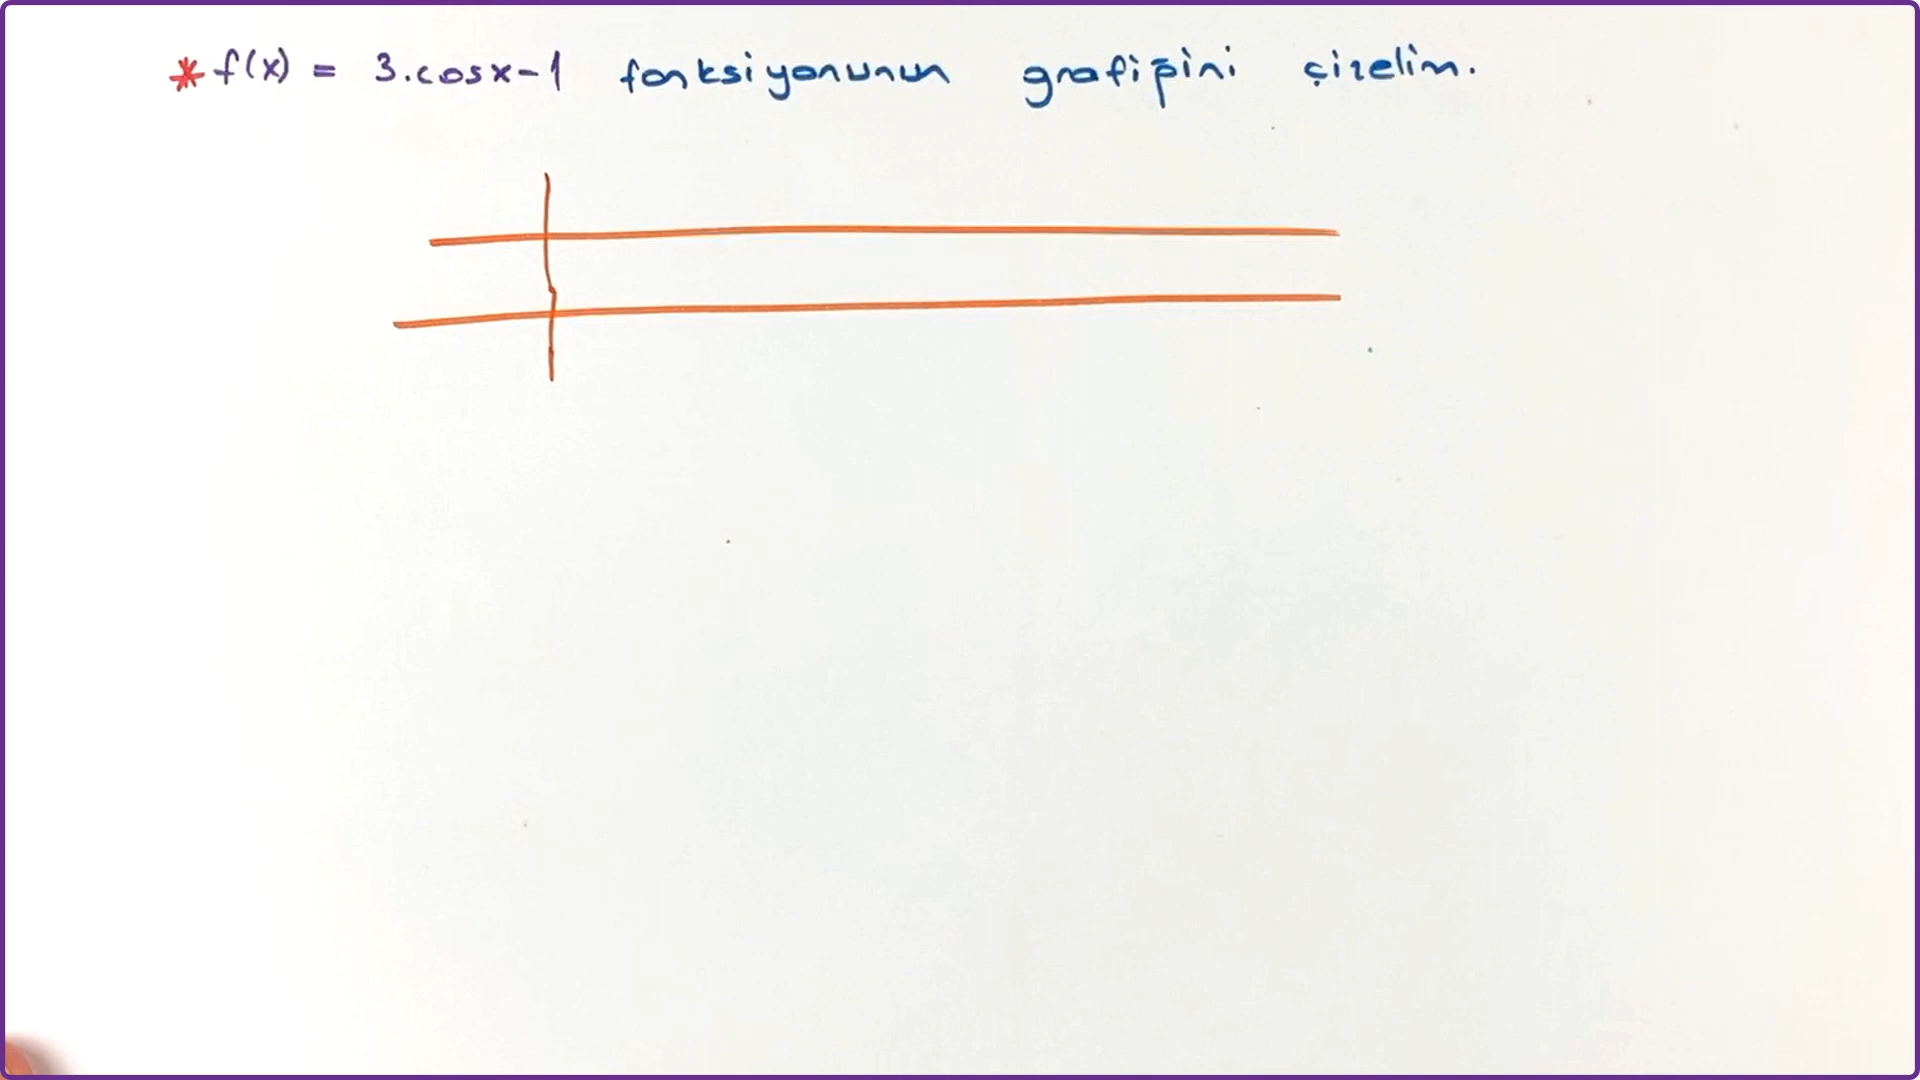 * f(x) = 3.cosx-1 fonksiyonunun grafiğini çizelim.